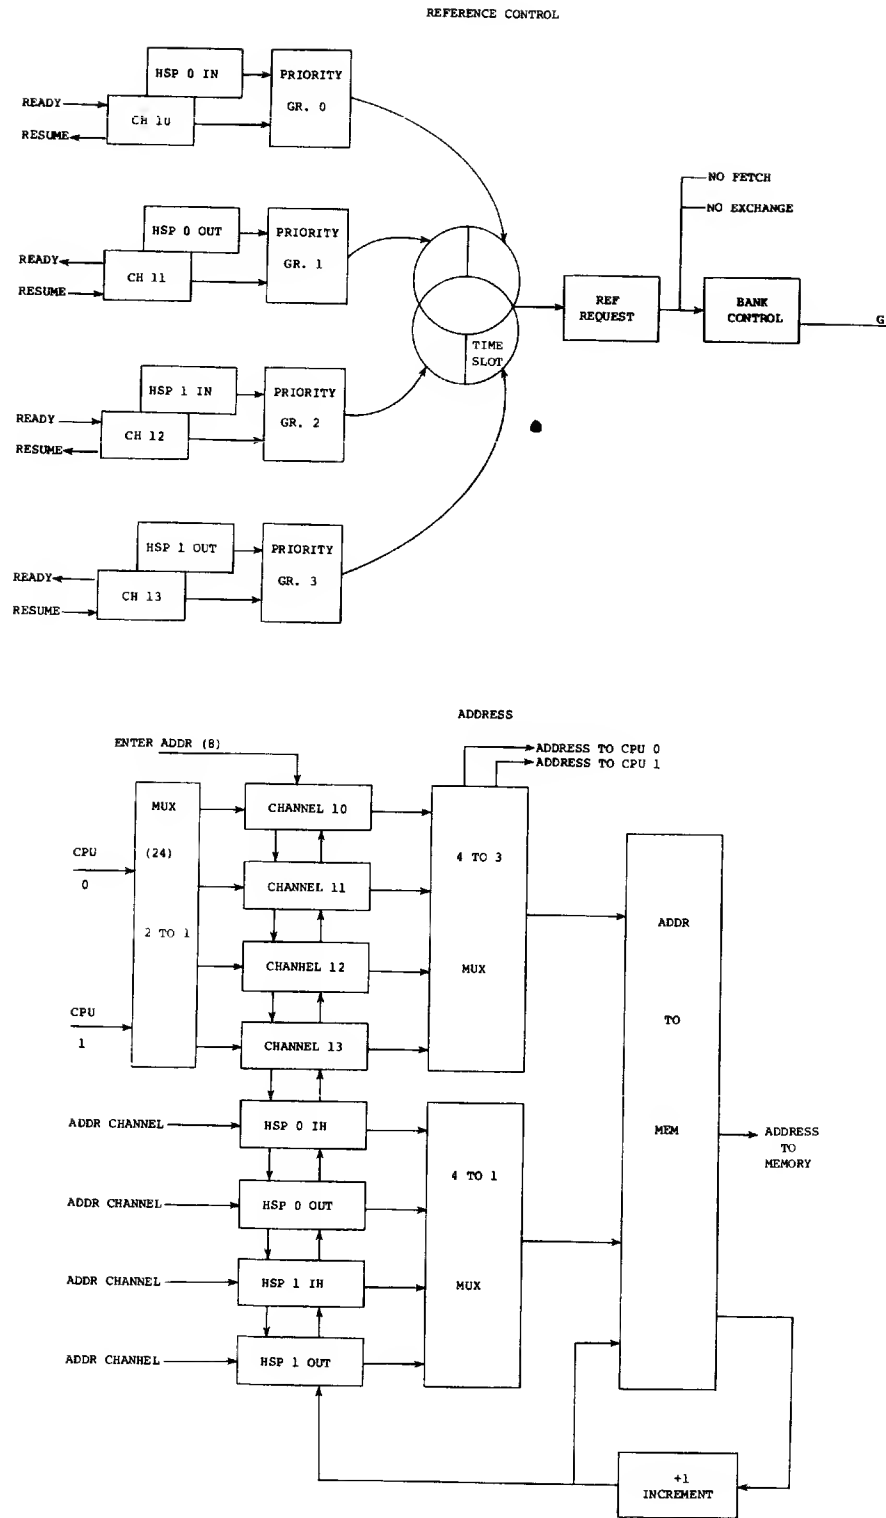 REFERENCE CONTROL
HSP 0 IN
PRIORITY
GR. 0
READY
CH 10
RESUME
NO FETCH
NO EXCHANGE
HSP 0 OUT
PRIORITY
GR. 1
READY
CH 11
RESUME
REF
REQUEST
BANK
CONTROL
G
TIME
SLOT
HSP 1 IN
PRIORITY
GR. 2
READY
CH 12
RESUME
HSP 1 OUT
PRIORITY
GR. 3
READY
CH 13
RESUME
ADDRESS
ENTER ADDR (8)
ADDRESS TO CPU 0
ADDRESS TO CPU 1
MUX
(24)
2 TO 1
CPU
0
CPU
1
CHANNEL 10
CHANNEL 11
CHANHEL 12
CHANNEL 13
4 TO 3
MUX
ADDR
TO
MEM
ADDRESS
TO
MEMORY
ADDR CHANNEL
HSP 0 IH
ADDR CHANNEL
HSP 0 OUT
ADDR CHANNEL
HSP 1 IH
ADDR CHANNEL
HSP 1 OUT
4 TO 1
MUX
+1
INCREMENT